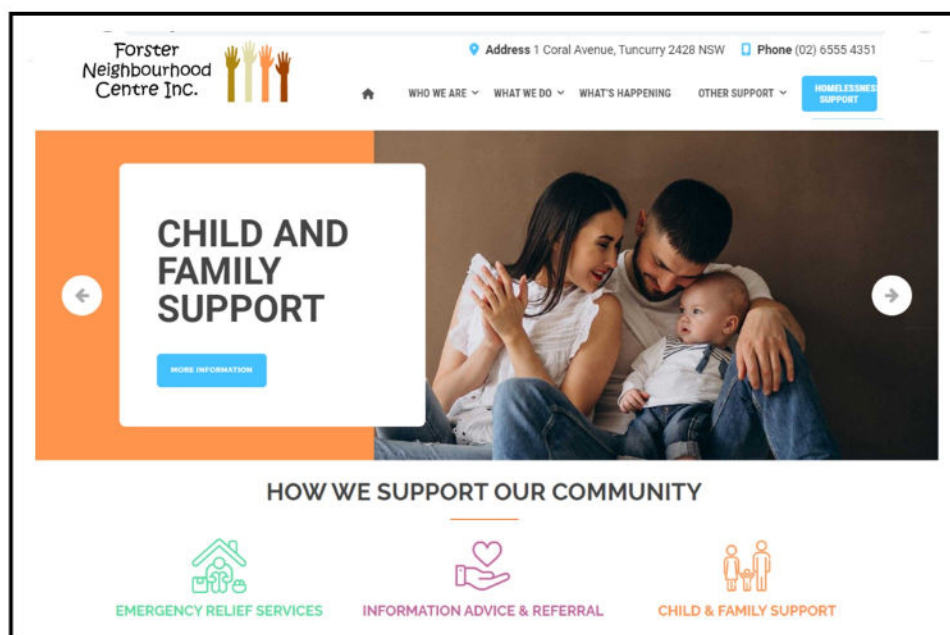 Forster
Neighbourhood
Centre Inc.
Address 1 Coral Avenue, Tuncurry 2428 NSW Phone (02) 6555 4351
WHO WE ARE WHAT WE DO WHAT'S HAPPENING OTHER SUPPORT
HOMELESSNES
SUPPORT
CHILD AND
FAMILY
SUPPORT
MORE INFORMATION
HOW WE SUPPORT OUR COMMUNITY
EMERGENCY RELIEF SERVICES INFORMATION ADVICE & REFERRAL CHILD & FAMILY SUPPORT